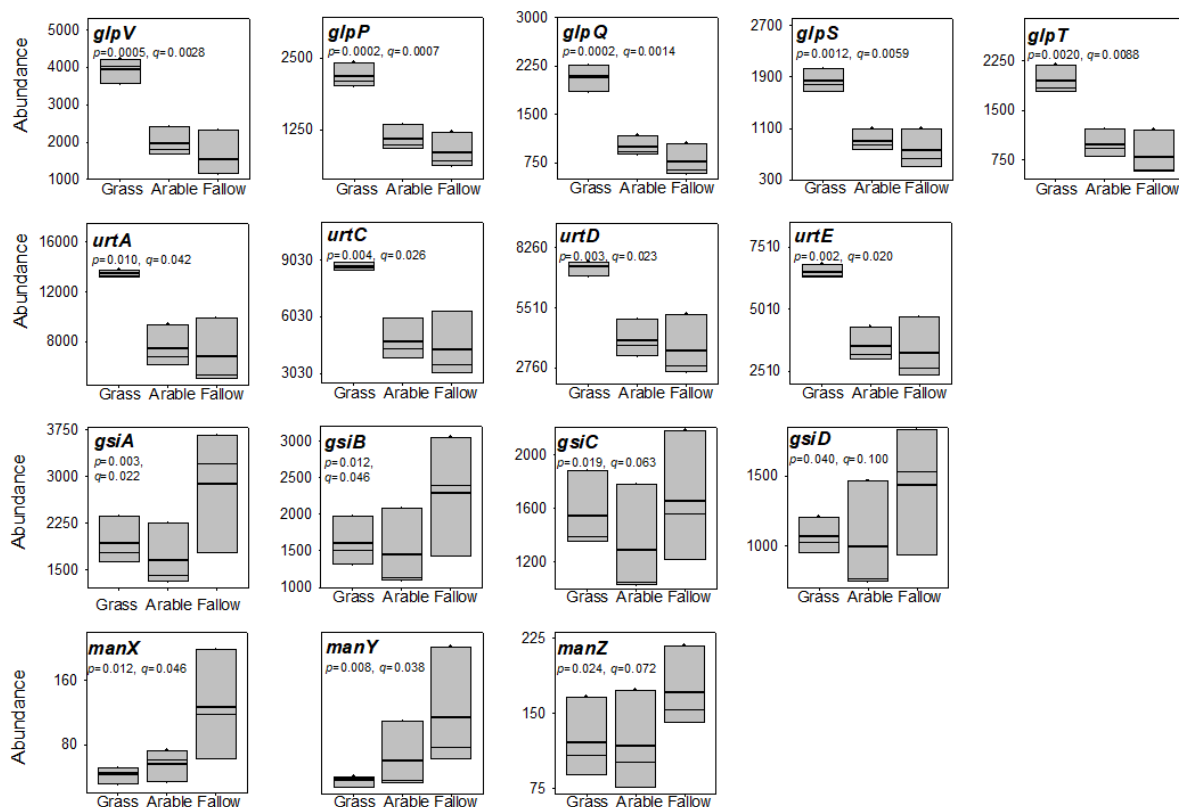 Abundance
glpV
p=0.0005, q=0.0028
5000
4000
3000
2000
1000
Grass Arable Fallow
glpP
p=0.0002, q=0.0007
2500
1250
Grass Arable Fallow
glpQ
p=0.0002, q=0.0014
3000
2250
1500
750
Grass Arable Fallow
glpS
p=0.0012, q=0.0059
2700
1900
1100
300
Grass Arable Fallow
glpT
p=0.0020, q=0.0088
2250
1500
750
Grass Arable Fallow
Abundance
urtA
p=0.010, q=0.042
16000
12000
8000
Grass Arable Fallow
urtC
p=0.004, q=0.026
9030
6030
3030
Grass Arable Fallow
urtD
p=0.003, q=0.023
8260
5510
2760
Grass Arable Fallow
urtE
p=0.002, q=0.020
7510
5010
2510
Grass Arable Fallow
Abundance
gsiA
p=0.003,
q=0.022
3750
3000
2250
1500
Grass Arable Fallow
gsiB
p=0.012,
q=0.046
3000
2500
2000
1500
1000
Grass Arable Fallow
gsiC
p=0.019, q=0.063
2000
1600
1200
Grass Arable Fallow
gsiD
p=0.040, q=0.100
1500
1000
Grass Arable Fallow
Abundance
manX
p=0.012, q=0.046
160
80
Grass Arable Fallow
manY
p=0.008, q=0.038
Grass Arable Fallow
manZ
p=0.024, q=0.072
225
150
75
Grass Arable Fallow